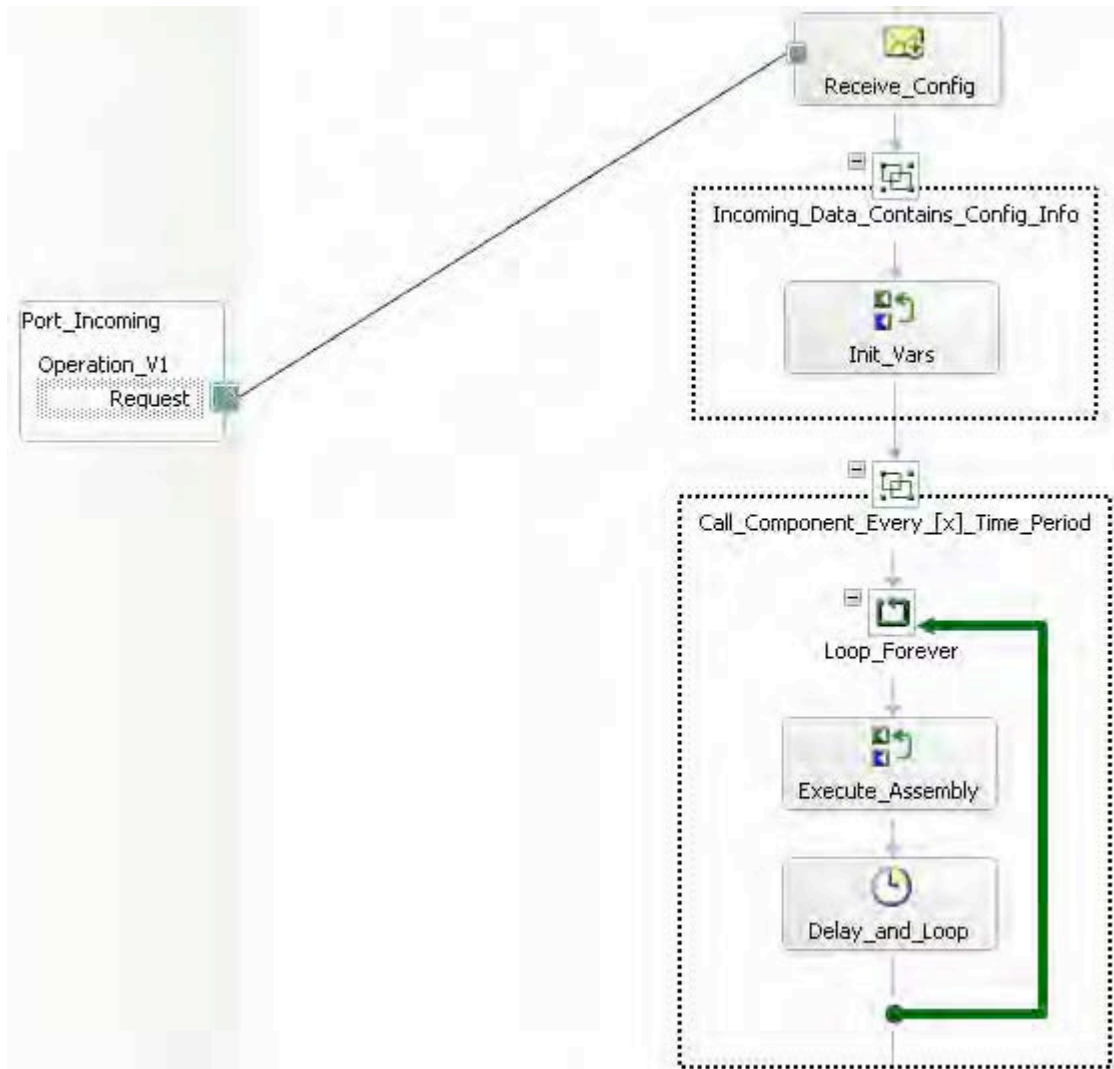 Receive_Config
Incoming_Data_Contains_Config_Info
Init_Vars
Port_Incoming
Operation_V1
Request
Call_Component_Every_[x]_Time_Period
Loop_Forever
Execute_Assembly
Delay_and_Loop